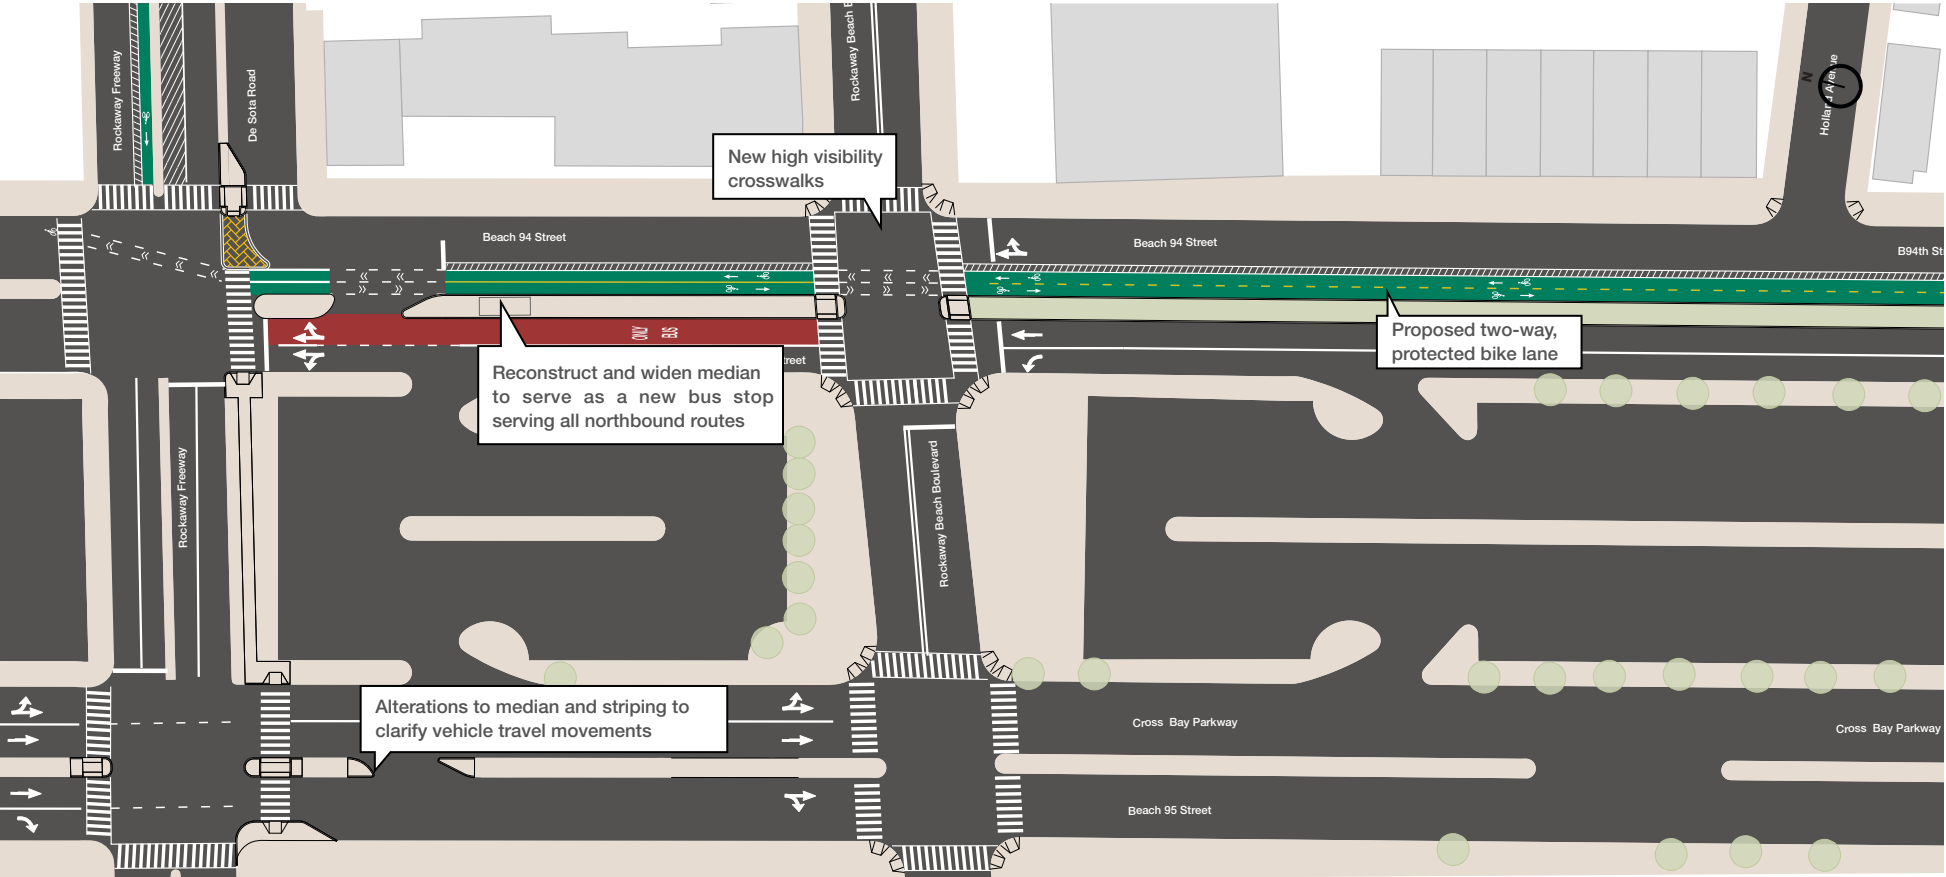 Rockaway Freeway
De Sota Road
Rockaway Beach B
Holland Avenue
N
New high visibility
crosswalks
Beach 94 Street
Beach 94 Street
B94th St
Proposed two-way,
protected bike lane
ONLY
BUS
treet
Reconstruct and widen median
to serve as a new bus stop
serving all northbound routes
Rockaway Freeway
Rockaway Beach Boulevard
Alterations to median and striping to
clarify vehicle travel movements
Cross Bay Parkway
Cross Bay Parkway
Beach 95 Street